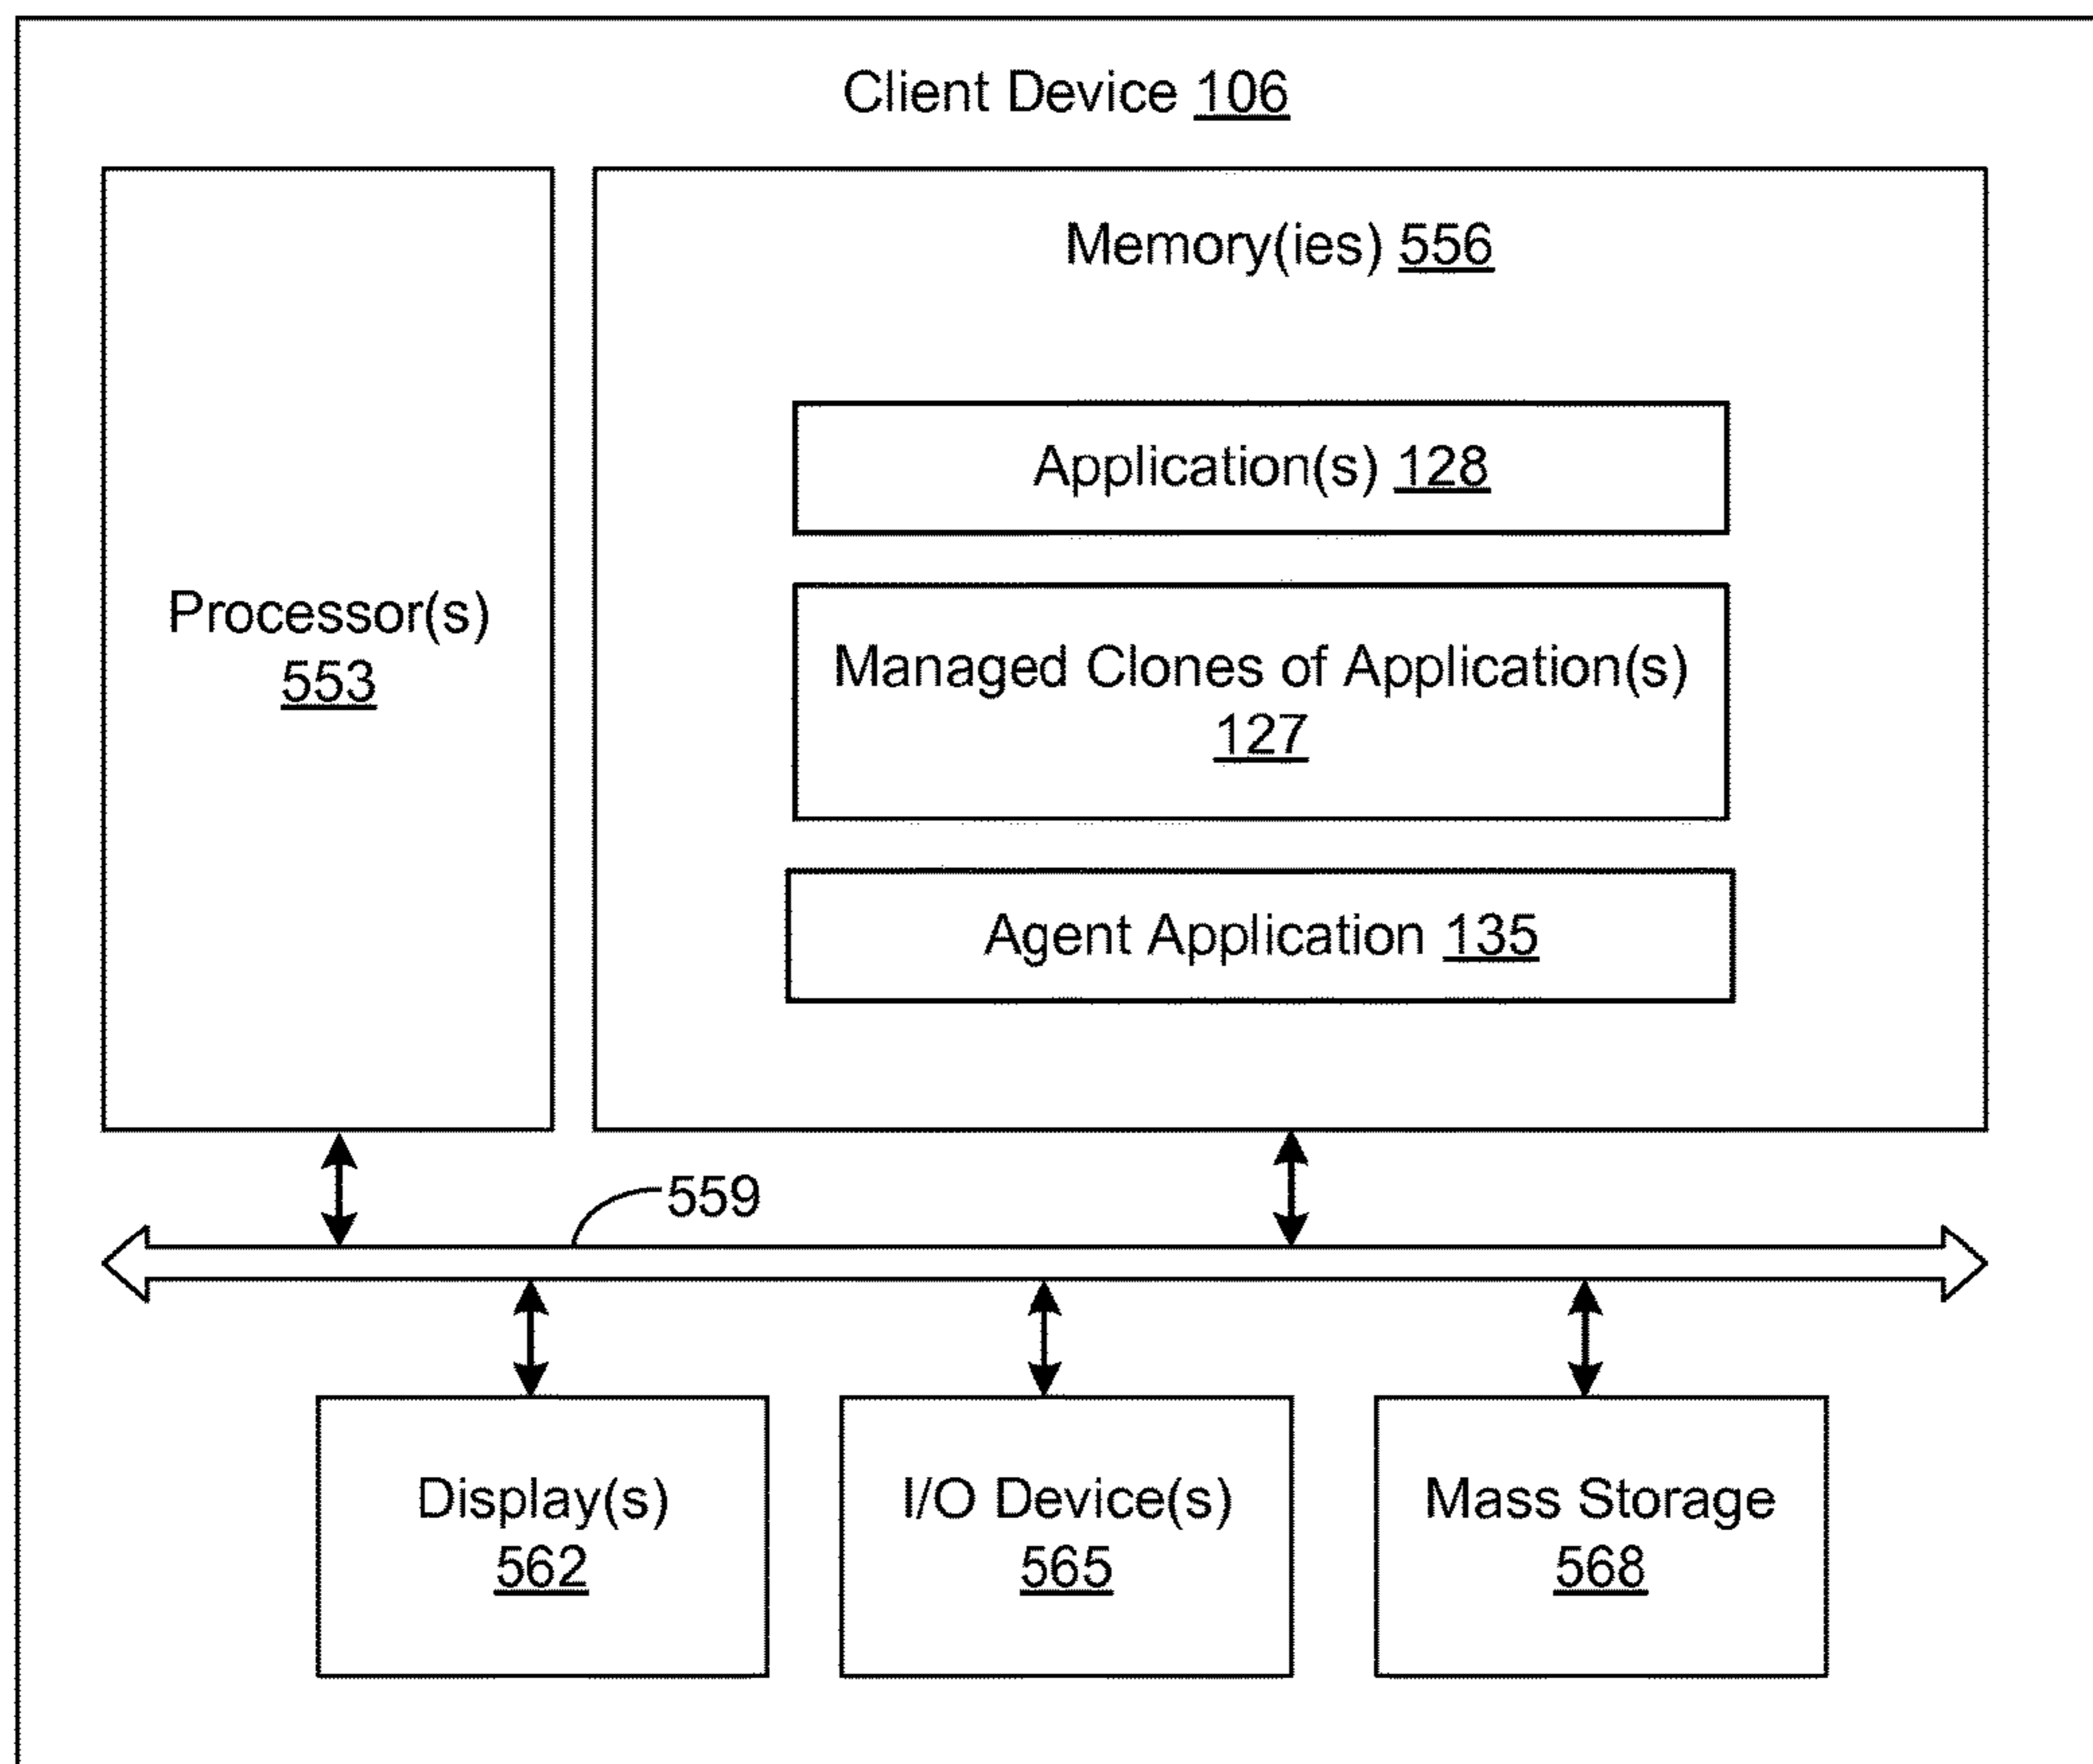 Client Device 106
Memory(ies) 556
Application(s) 128
Processor(s)
553
Managed Clones of Application(s)
127
Agent Application 135
559
Display(s)
562
I/O Device(s)
565
Mass Storage
568